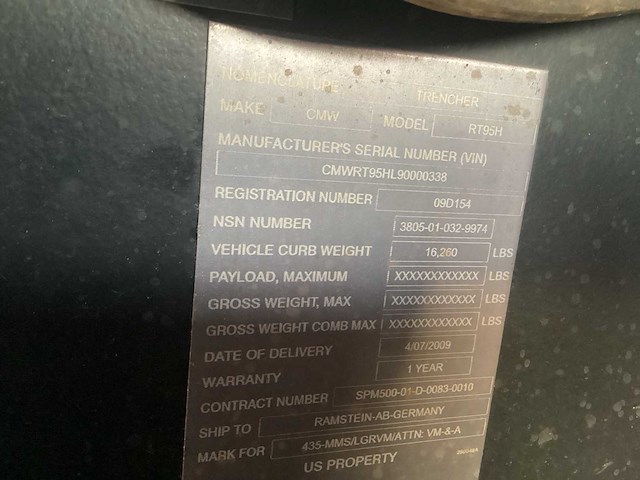 NOMENCLATURE TRENCHER
MAKE CMW MODEL RT95H
MANUFACTURER'S SERIAL NUMBER (VIN)
CMWRT95HL90000338
REGISTRATION NUMBER 09D154
NSN NUMBER 3805-01-032-9974
VEHICLE CURB WEIGHT 16,260 LBS
PAYLOAD, MAXIMUM XXXXXXXXXXXX LBS
GROSS WEIGHT, MAX XXXXXXXXXXXX LBS
GROSS WEIGHT COMB MAX XXXXXXXXXXXX LBS
DATE OF DELIVERY 4/07/2009
WARRANTY 1 YEAR
CONTRACT NUMBER SPM500-01-D-0083-0010
SHIP TO RAMSTEIN-AB-GERMANY
MARK FOR 435-MMS/LGRVM/ATTN: VM-&-A
US PROPERTY